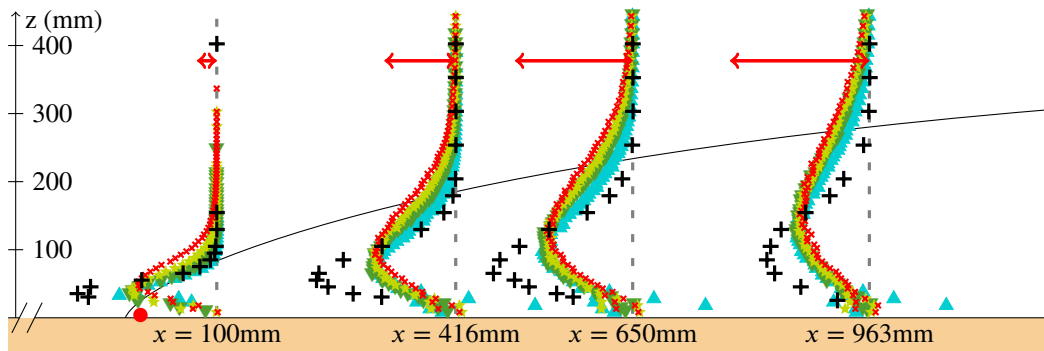 z (mm)
400
300
200
100
x = 100mm x = 416mm x = 650mm x = 963mm